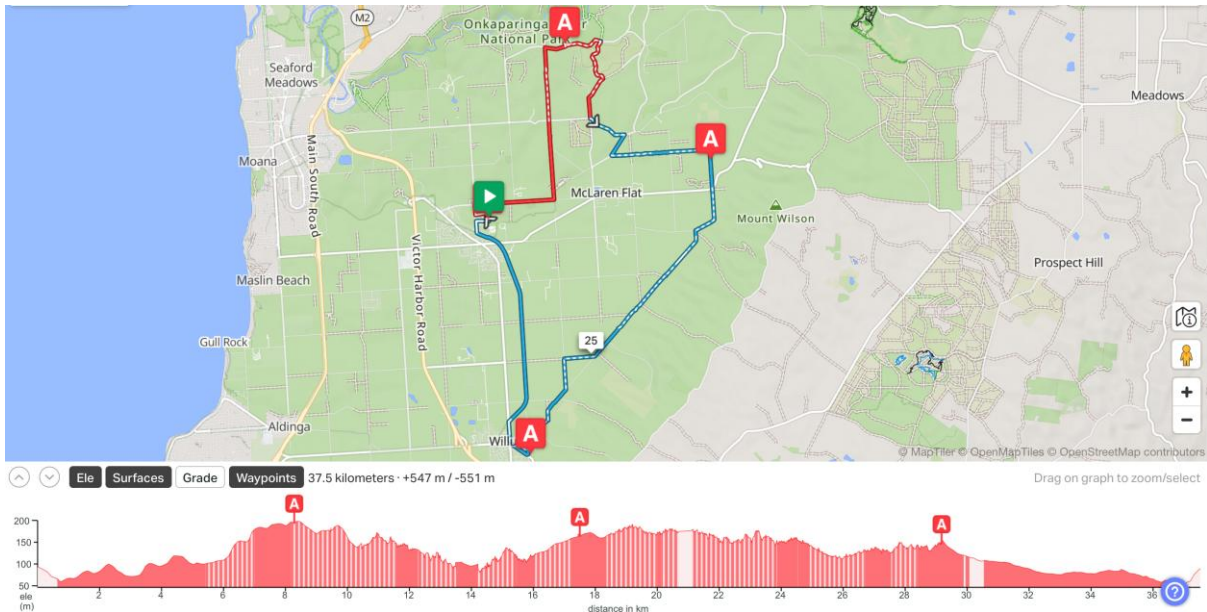 M2
Onkaparinga River
National Park
A
Seaford
Meadows
Meadows
A
Moana
Main South Road
McLaren Flat
Mount Wilson
Victor Harbor Road
Prospect Hill
Maslin Beach
25
Gull Rock
Aldinga
A
© MapTiler © OpenMapTiles © OpenStreetMap contributors
Ele Surfaces Grade Waypoints 37.5 kilometers · +547 m / -551 m Drag on graph to zoom/select
A A A
200
150
100
50
ele
(m)
2 4 6 8 10 12 14 16 18 20 22 24 26 28 30 32 34 36
distance in km
?